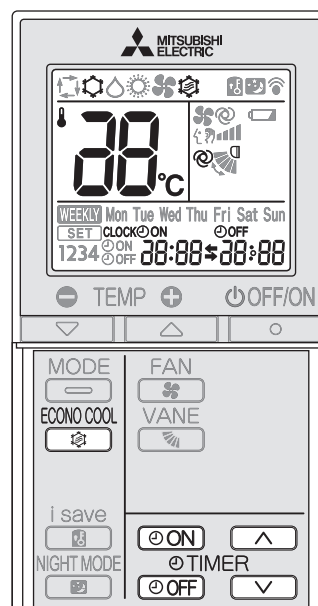 MITSUBISHI
ELECTRIC
88°C
WEEKLY Mon Tue Wed Thu Fri Sat Sun
SET CLOCK ON OFF
1234 ON OFF 88:88 88:88
TEMP OFF/ON
MODE FAN
ECONO COOL VANE
i save
NIGHT MODE
ON
TIMER
OFF